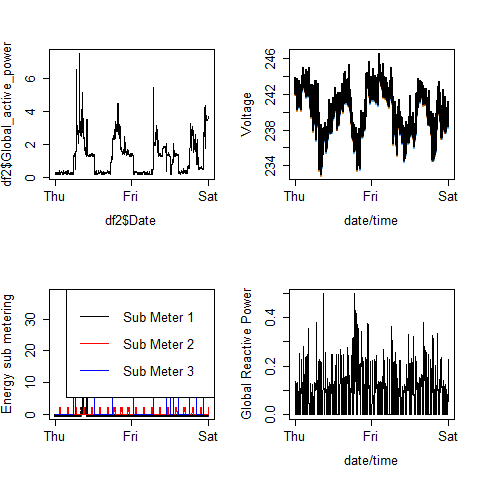 df2$Global_active_power
6
4
2
0
Thu Fri Sat
df2$Date
Voltage
246
242
238
234
Thu Fri Sat
date/time
Energy sub metering
30
20
10
0
Sub Meter 1
Sub Meter 2
Sub Meter 3
Thu Fri Sat
Global Reactive Power
0.4
0.2
0.0
Thu Fri Sat
date/time